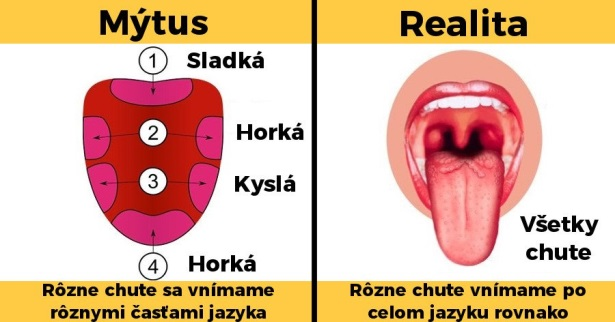 Mýtus
1 Sladká
2 Horká
3 Kyslá
4 Horká
Rôzne chute sa vnímame
rôznymi časťami jazyka
Realita
Všetky
chute
Rôzne chute vnímame po
celom jazyku rovnako